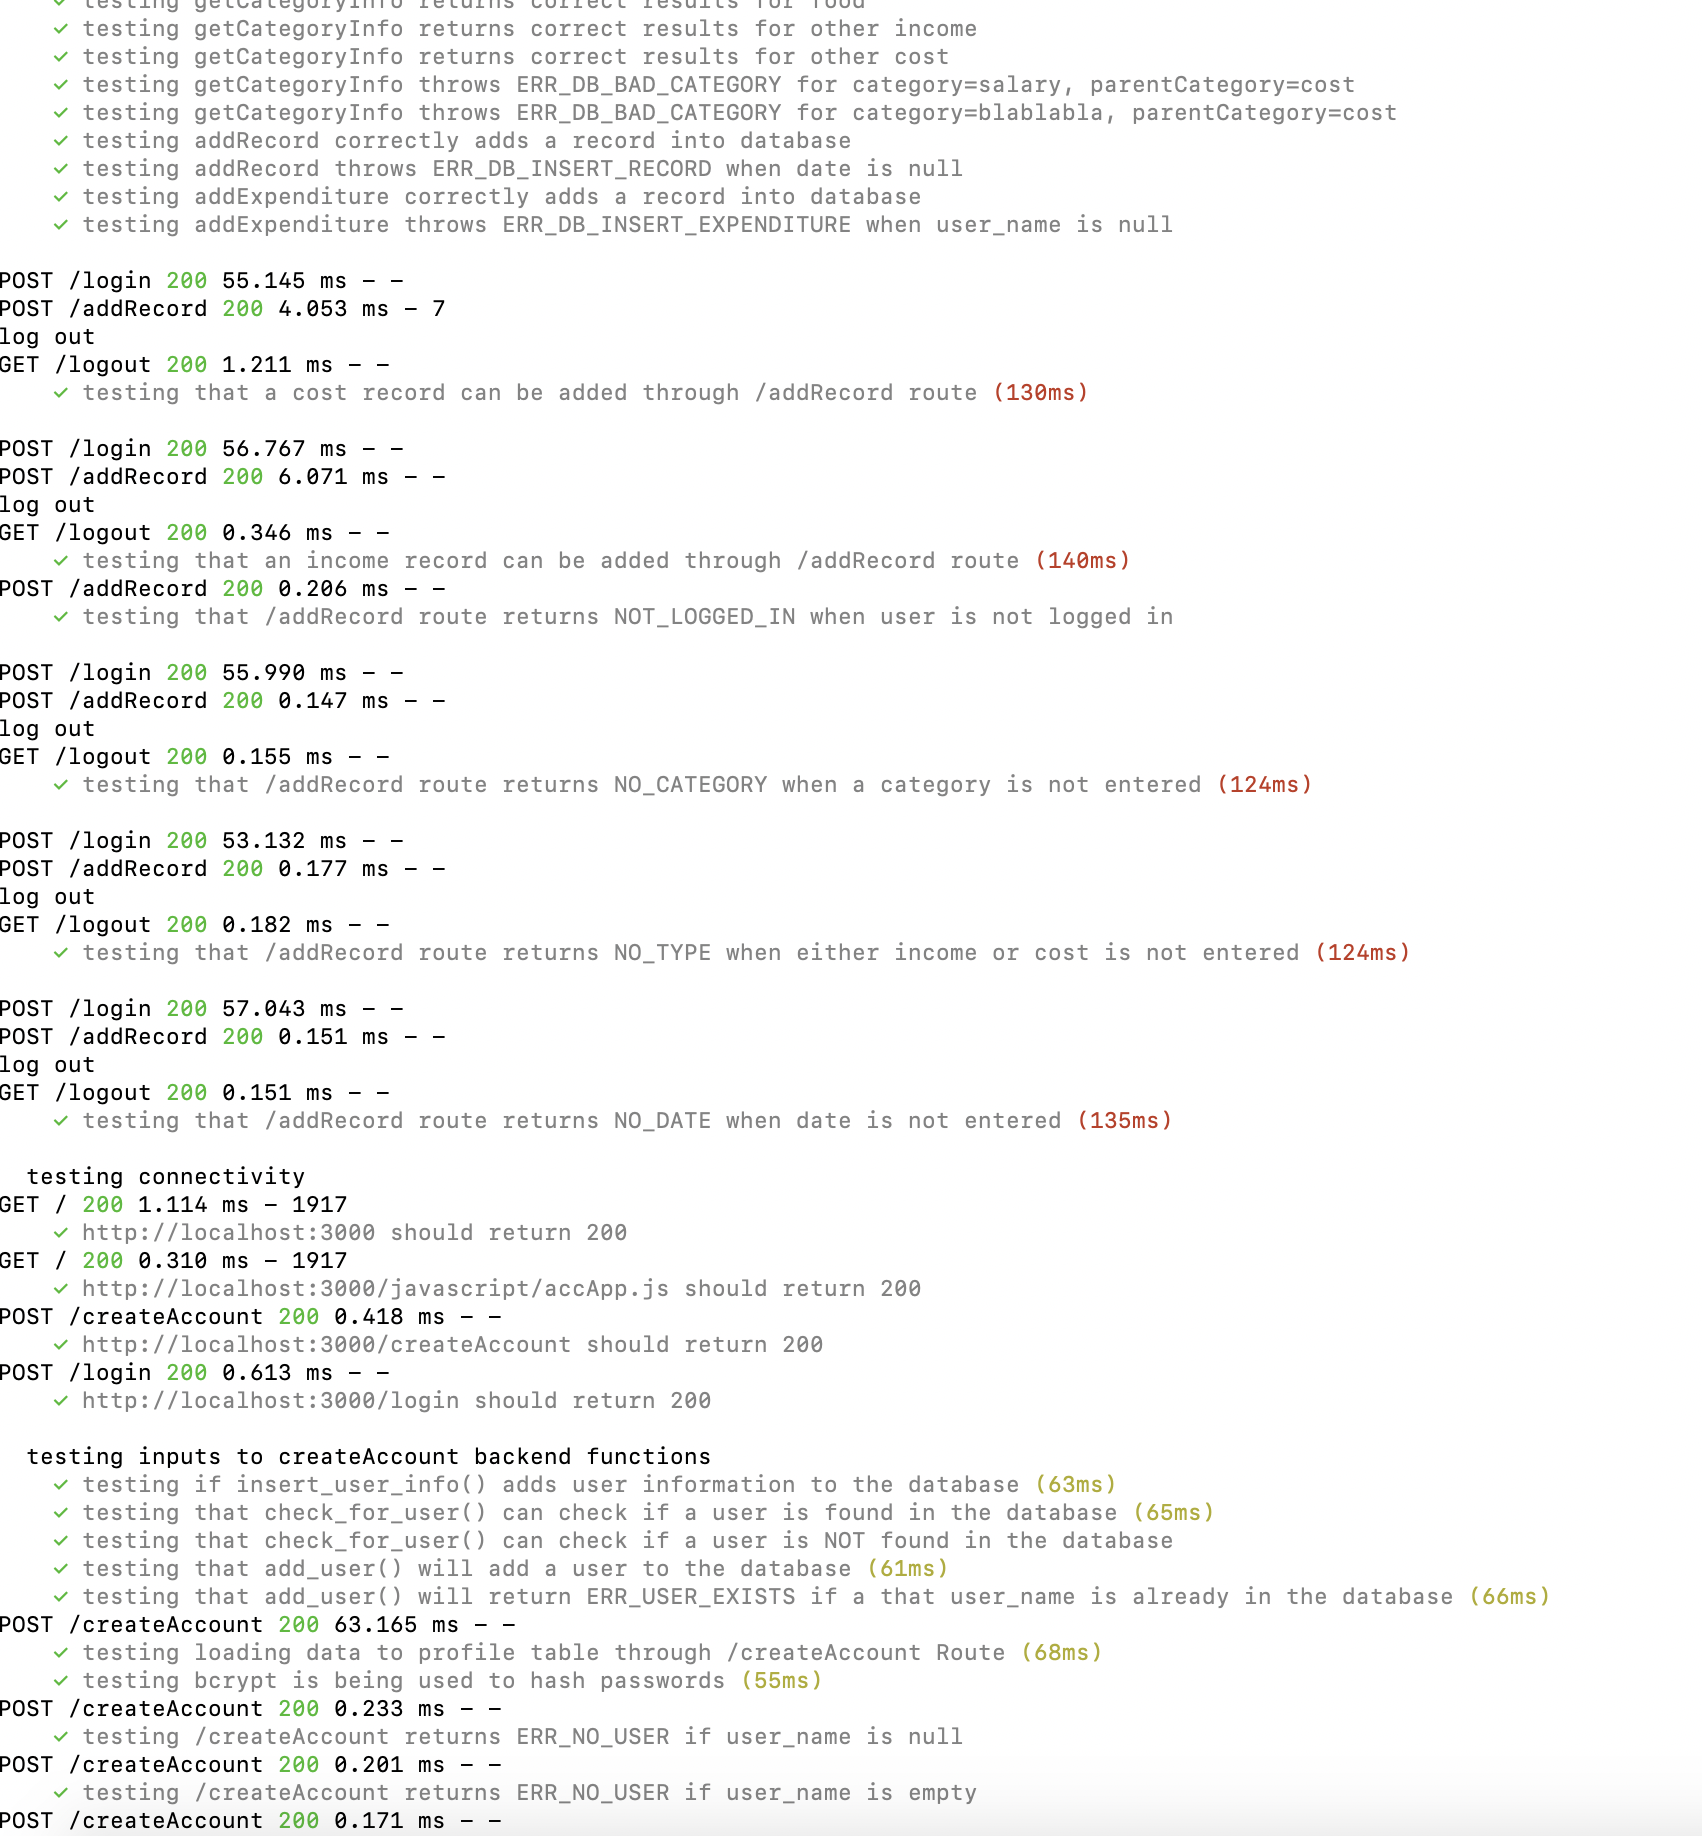 ✓ testing getCategoryInfo returns correct results for food
✓ testing getCategoryInfo returns correct results for other income
✓ testing getCategoryInfo returns correct results for other cost
✓ testing getCategoryInfo throws ERR_DB_BAD_CATEGORY for category=salary, parentCategory=cost
✓ testing getCategoryInfo throws ERR_DB_BAD_CATEGORY for category=blablabla, parentCategory=cost
✓ testing addRecord correctly adds a record into database
✓ testing addRecord throws ERR_DB_INSERT_RECORD when date is null
✓ testing addExpenditure correctly adds a record into database
✓ testing addExpenditure throws ERR_DB_INSERT_EXPENDITURE when user_name is null
POST /login 200 55.145 ms - -
POST /addRecord 200 4.053 ms - 7
log out
GET /logout 200 1.211 ms - -
✓ testing that a cost record can be added through /addRecord route (130ms)
POST /login 200 56.767 ms - -
POST /addRecord 200 6.071 ms - -
log out
GET /logout 200 0.346 ms - -
✓ testing that an income record can be added through /addRecord route (140ms)
POST /addRecord 200 0.206 ms - -
✓ testing that /addRecord route returns NOT_LOGGED_IN when user is not logged in
POST /login 200 55.990 ms - -
POST /addRecord 200 0.147 ms - -
log out
GET /logout 200 0.155 ms - -
✓ testing that /addRecord route returns NO_CATEGORY when a category is not entered (124ms)
POST /login 200 53.132 ms - -
POST /addRecord 200 0.177 ms - -
log out
GET /logout 200 0.182 ms - -
✓ testing that /addRecord route returns NO_TYPE when either income or cost is not entered (124ms)
POST /login 200 57.043 ms - -
POST /addRecord 200 0.151 ms - -
log out
GET /logout 200 0.151 ms - -
✓ testing that /addRecord route returns NO_DATE when date is not entered (135ms)
testing connectivity
GET / 200 1.114 ms - 1917
✓ http://localhost:3000 should return 200
GET / 200 0.310 ms - 1917
✓ http://localhost:3000/javascript/accApp.js should return 200
POST /createAccount 200 0.418 ms - -
✓ http://localhost:3000/createAccount should return 200
POST /login 200 0.613 ms - -
✓ http://localhost:3000/login should return 200
testing inputs to createAccount backend functions
✓ testing if insert_user_info() adds user information to the database (63ms)
✓ testing that check_for_user() can check if a user is found in the database (65ms)
✓ testing that check_for_user() can check if a user is NOT found in the database
✓ testing that add_user() will add a user to the database (61ms)
✓ testing that add_user() will return ERR_USER_EXISTS if a that user_name is already in the database (66ms)
POST /createAccount 200 63.165 ms - -
✓ testing loading data to profile table through /createAccount Route (68ms)
✓ testing bcrypt is being used to hash passwords (55ms)
POST /createAccount 200 0.233 ms - -
✓ testing /createAccount returns ERR_NO_USER if user_name is null
POST /createAccount 200 0.201 ms - -
✓ testing /createAccount returns ERR_NO_USER if user_name is empty
POST /createAccount 200 0.171 ms - -